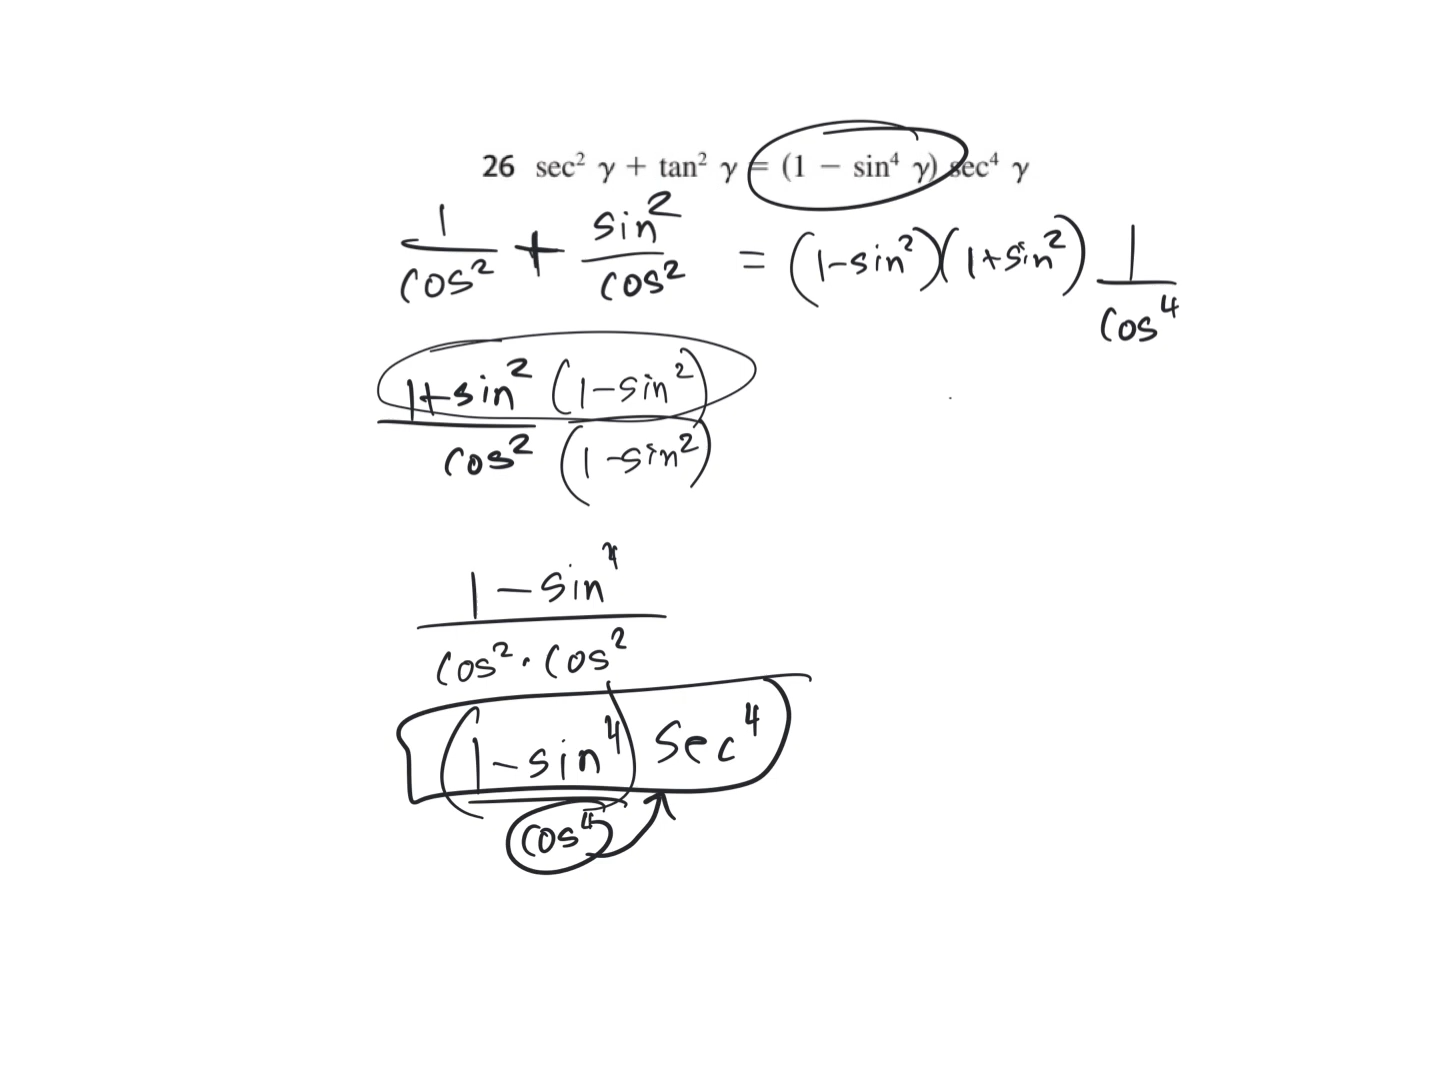 26 sec² γ + tan² γ = (1 − sin⁴ γ) sec⁴ γ
1/cos² + sin²/cos² = (1-sin²)(1+sin²) 1/cos⁴
1+sin² (1-sin²)
cos² (1-sin²)
1 - sin⁴
cos² · cos²
(1-sin⁴) sec⁴
cos⁴